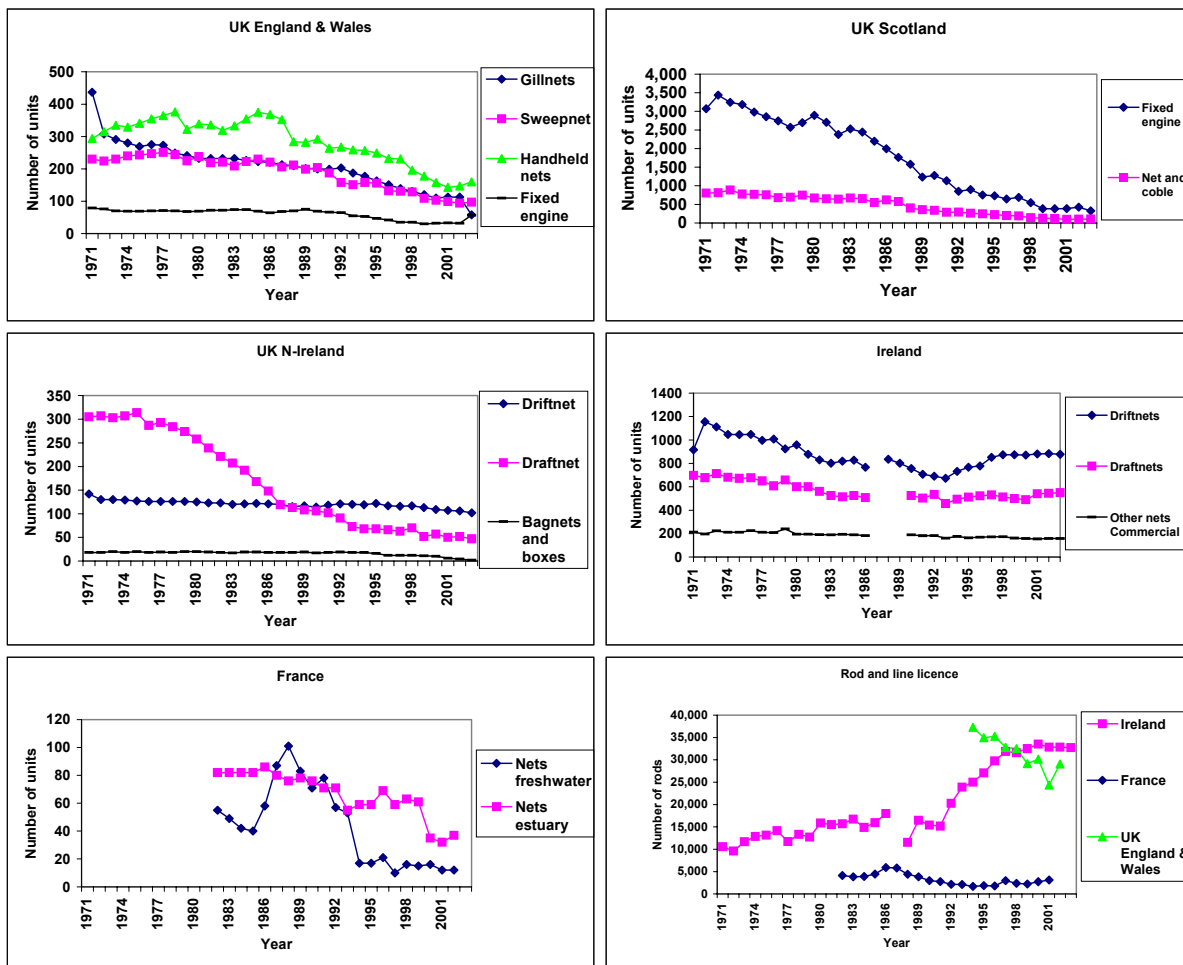 UK England & Wales
Number of units
500
400
300
200
100
0
1971
1974
1977
1980
1983
1986
1989
1992
1995
1998
2001
Year
Gillnets
Sweepnet
Handheld
nets
Fixed
engine
UK Scotland
Number of units
4,000
3,500
3,000
2,500
2,000
1,500
1,000
500
0
1971
1974
1977
1980
1983
1986
1989
1992
1995
1998
2001
Year
Fixed
engine
Net and
coble
UK N-Ireland
Number of units
350
300
250
200
150
100
50
0
1971
1974
1977
1980
1983
1986
1989
1992
1995
1998
2001
Year
Driftnet
Draftnet
Bagnets
and
boxes
Ireland
Number of units
1400
1200
1000
800
600
400
200
0
1971
1974
1977
1980
1983
1986
1989
1992
1995
1998
2001
Year
Driftnets
Draftnets
Other nets
Commercial
France
Number of units
120
100
80
60
40
20
0
1971
1974
1977
1980
1983
1986
1989
1992
1995
1998
2001
Year
Nets
freshwater
Nets
estuary
Rod and line licence
Number of rods
40,000
35,000
30,000
25,000
20,000
15,000
10,000
5,000
0
1971
1974
1977
1980
1983
1986
1989
1992
1995
1998
2001
Year
Ireland
France
UK
England &
Wales